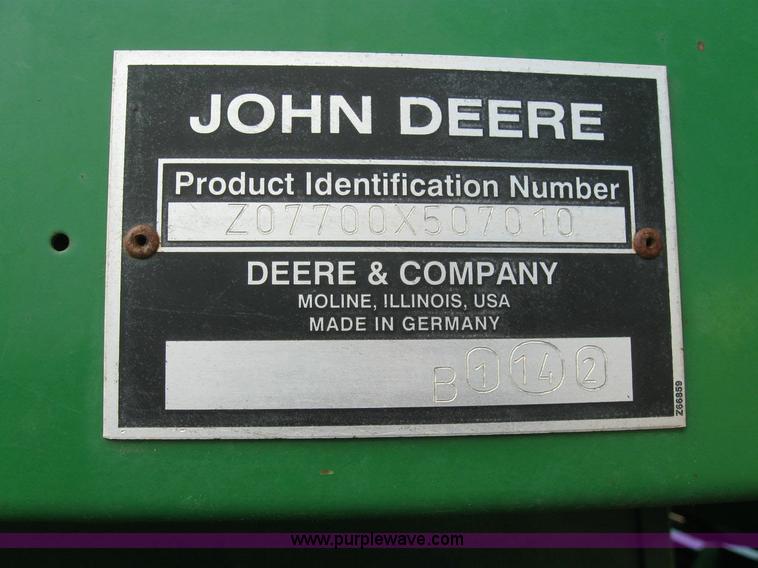 JOHN DEERE
Product Identification Number
Z07700X507010
DEERE & COMPANY
MOLINE, ILLINOIS, USA
MADE IN GERMANY
B 1 14 2
Z66859
www.purplewave.com